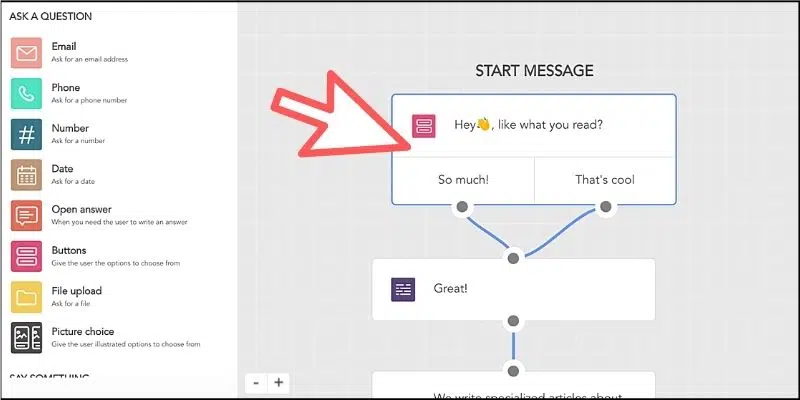 ASK A QUESTION
Email
Ask for an email address
Phone
Ask for a phone number
Number
Ask for a number
Date
Ask for a date
Open answer
When you need the user to write an answer
Buttons
Give the user the options to choose from
File upload
Ask for a file
Picture choice
Give the user illustrated options to choose from
SAY SOMETHING
START MESSAGE
Hey👋, like what you read?
So much!
That's cool
Great!
We write specialized articles about
- +